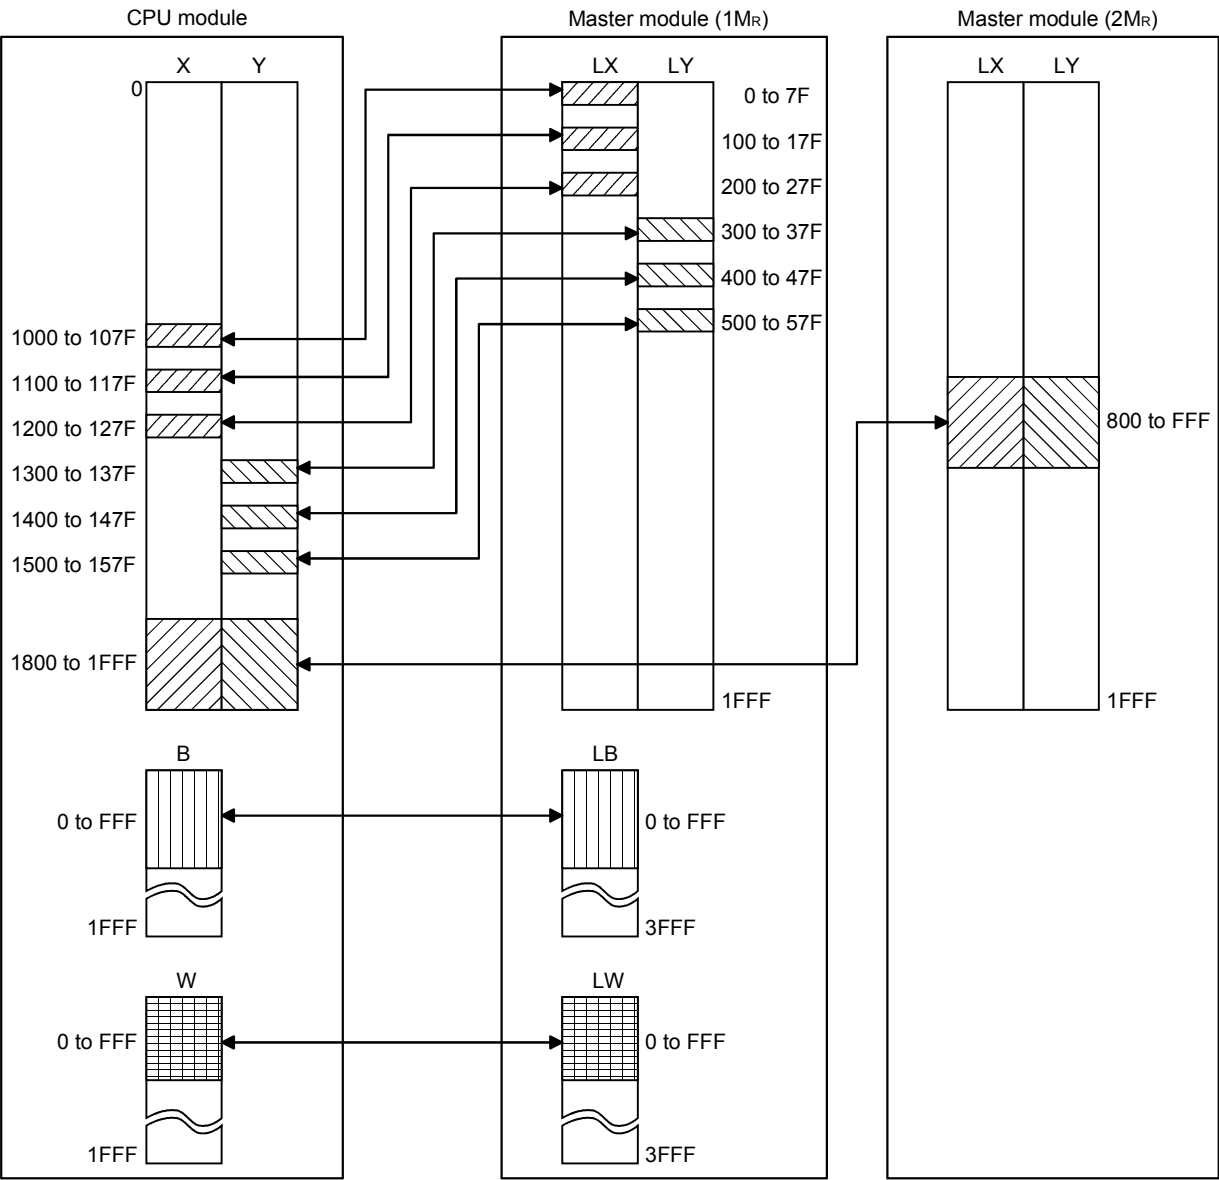 CPU module
Master module (1MR)
Master module (2MR)
X Y
LX LY
LX LY
0
0 to 7F
100 to 17F
200 to 27F
300 to 37F
400 to 47F
500 to 57F
1000 to 107F
1100 to 117F
1200 to 127F
1300 to 137F
1400 to 147F
1500 to 157F
1800 to 1FFF
800 to FFF
1FFF
1FFF
B
LB
0 to FFF
0 to FFF
1FFF
3FFF
W
LW
0 to FFF
0 to FFF
1FFF
3FFF